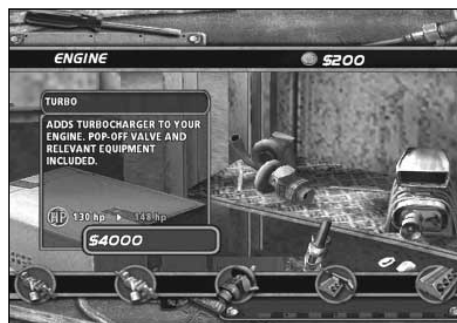 ENGINE
$200
TURBO
ADDS TURBOCHARGER TO YOUR
ENGINE. POP-OFF VALVE AND
RELEVANT EQUIPMENT
INCLUDED.
HP 130 hp ▶ 148 hp
$4000